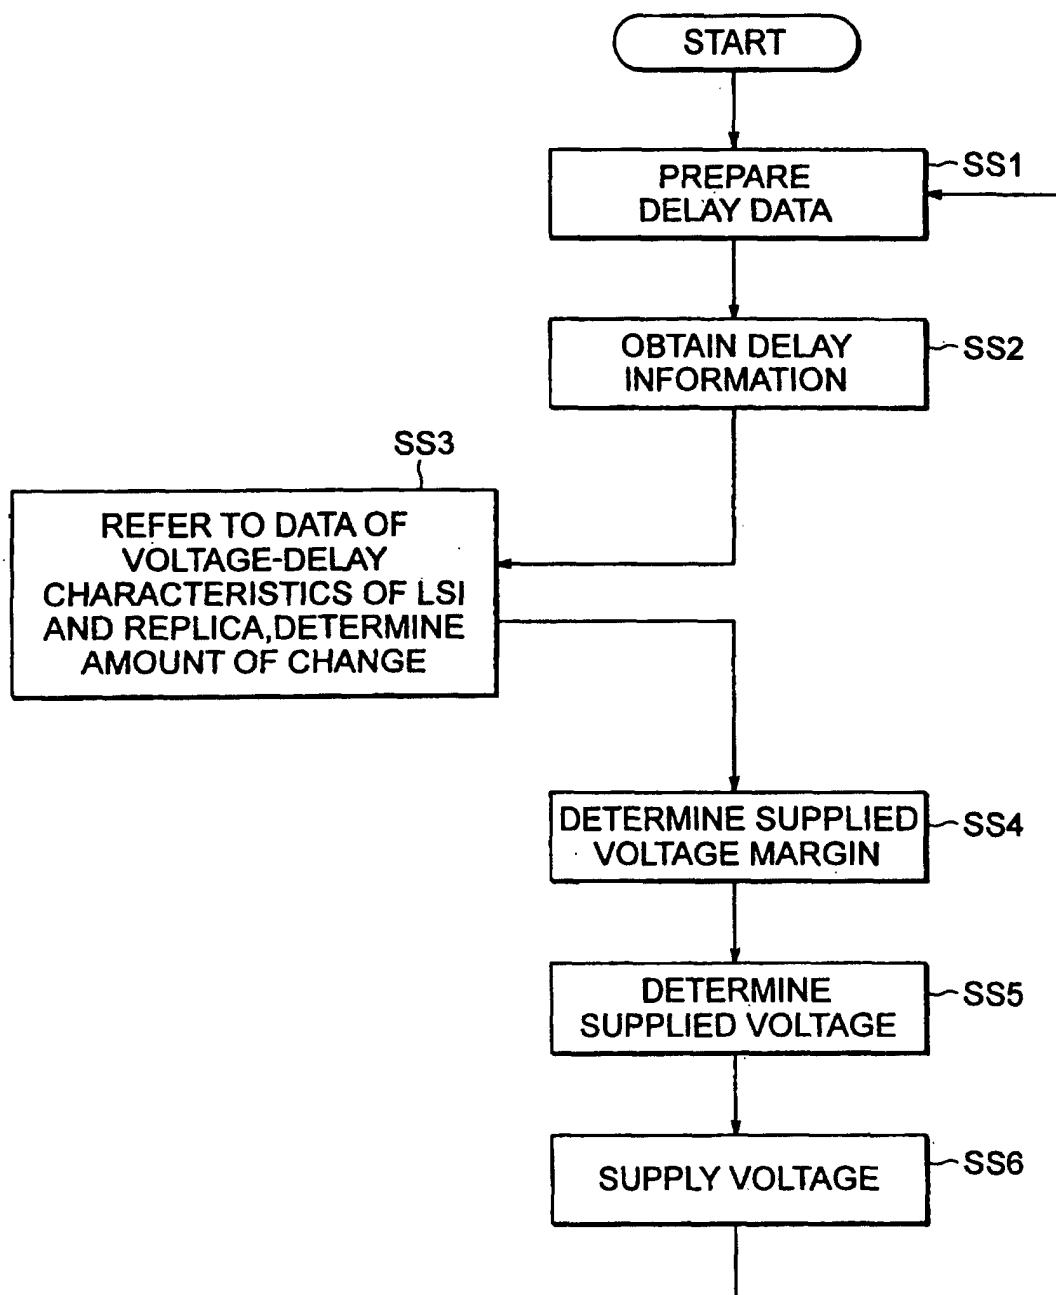 START
PREPARE
DELAY DATA
SS1
OBTAIN DELAY
INFORMATION
SS2
SS3
REFER TO DATA OF
VOLTAGE-DELAY
CHARACTERISTICS OF LSI
AND REPLICA,DETERMINE
AMOUNT OF CHANGE
DETERMINE SUPPLIED
VOLTAGE MARGIN
SS4
DETERMINE
SUPPLIED VOLTAGE
SS5
SUPPLY VOLTAGE
SS6